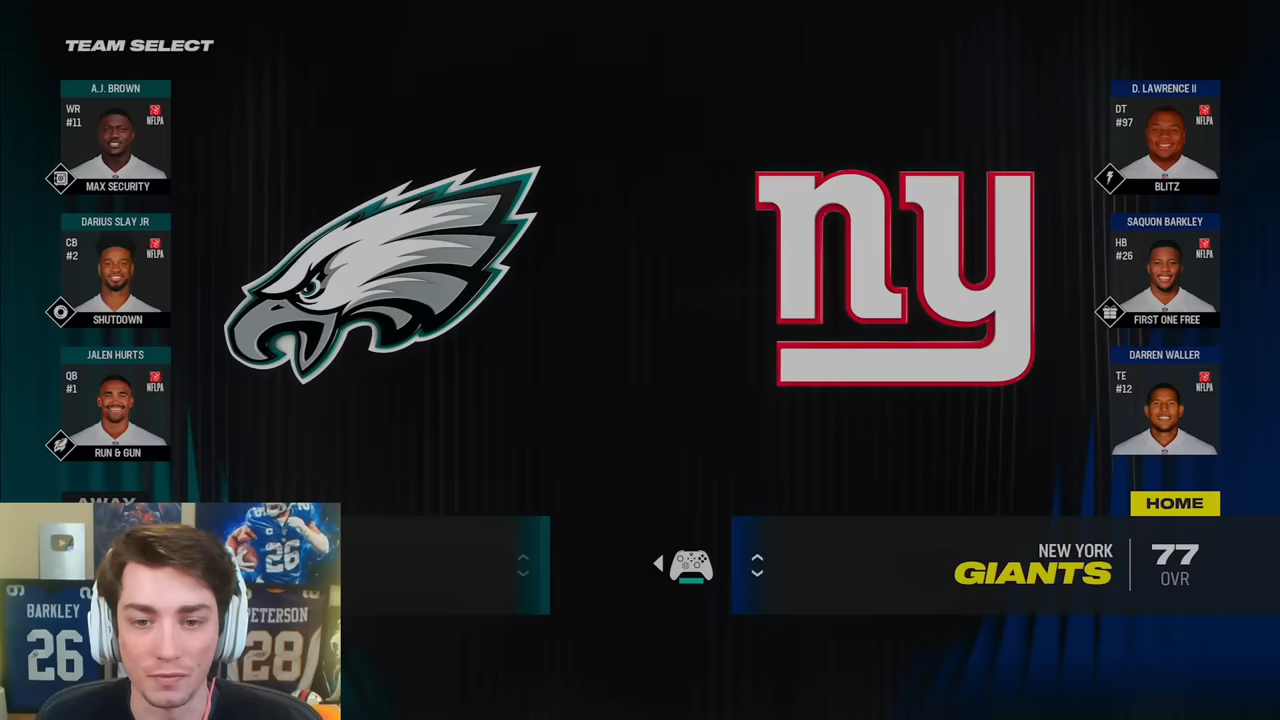 TEAM SELECT
A.J. BROWN
WR
#11
NFLPA
MAX SECURITY
DARIUS SLAY JR
CB
#2
NFLPA
SHUTDOWN
JALEN HURTS
QB
#1
NFLPA
RUN & GUN
AWAY
ny
D. LAWRENCE II
DT
#97
NFLPA
BLITZ
SAQUON BARKLEY
HB
#26
NFLPA
FIRST ONE FREE
DARREN WALLER
TE
#12
NFLPA
HOME
NEW YORK
GIANTS
77
OVR
26
BARKLEY
26
PETERSON
28